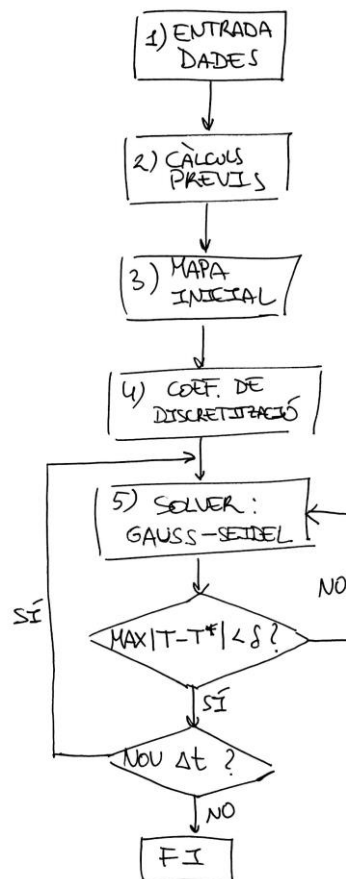 1) ENTRADA
DADES
2) CÀLCULS
PREVIS
3) MAPA
INICIAL
4) COEF. DE
DISCRETITZACIÓ
5) SOLVER:
GAUSS-SEIDEL
NO
SÍ
MAX|T-T*|<δ?
SÍ
NOU Δt ?
NO
FI